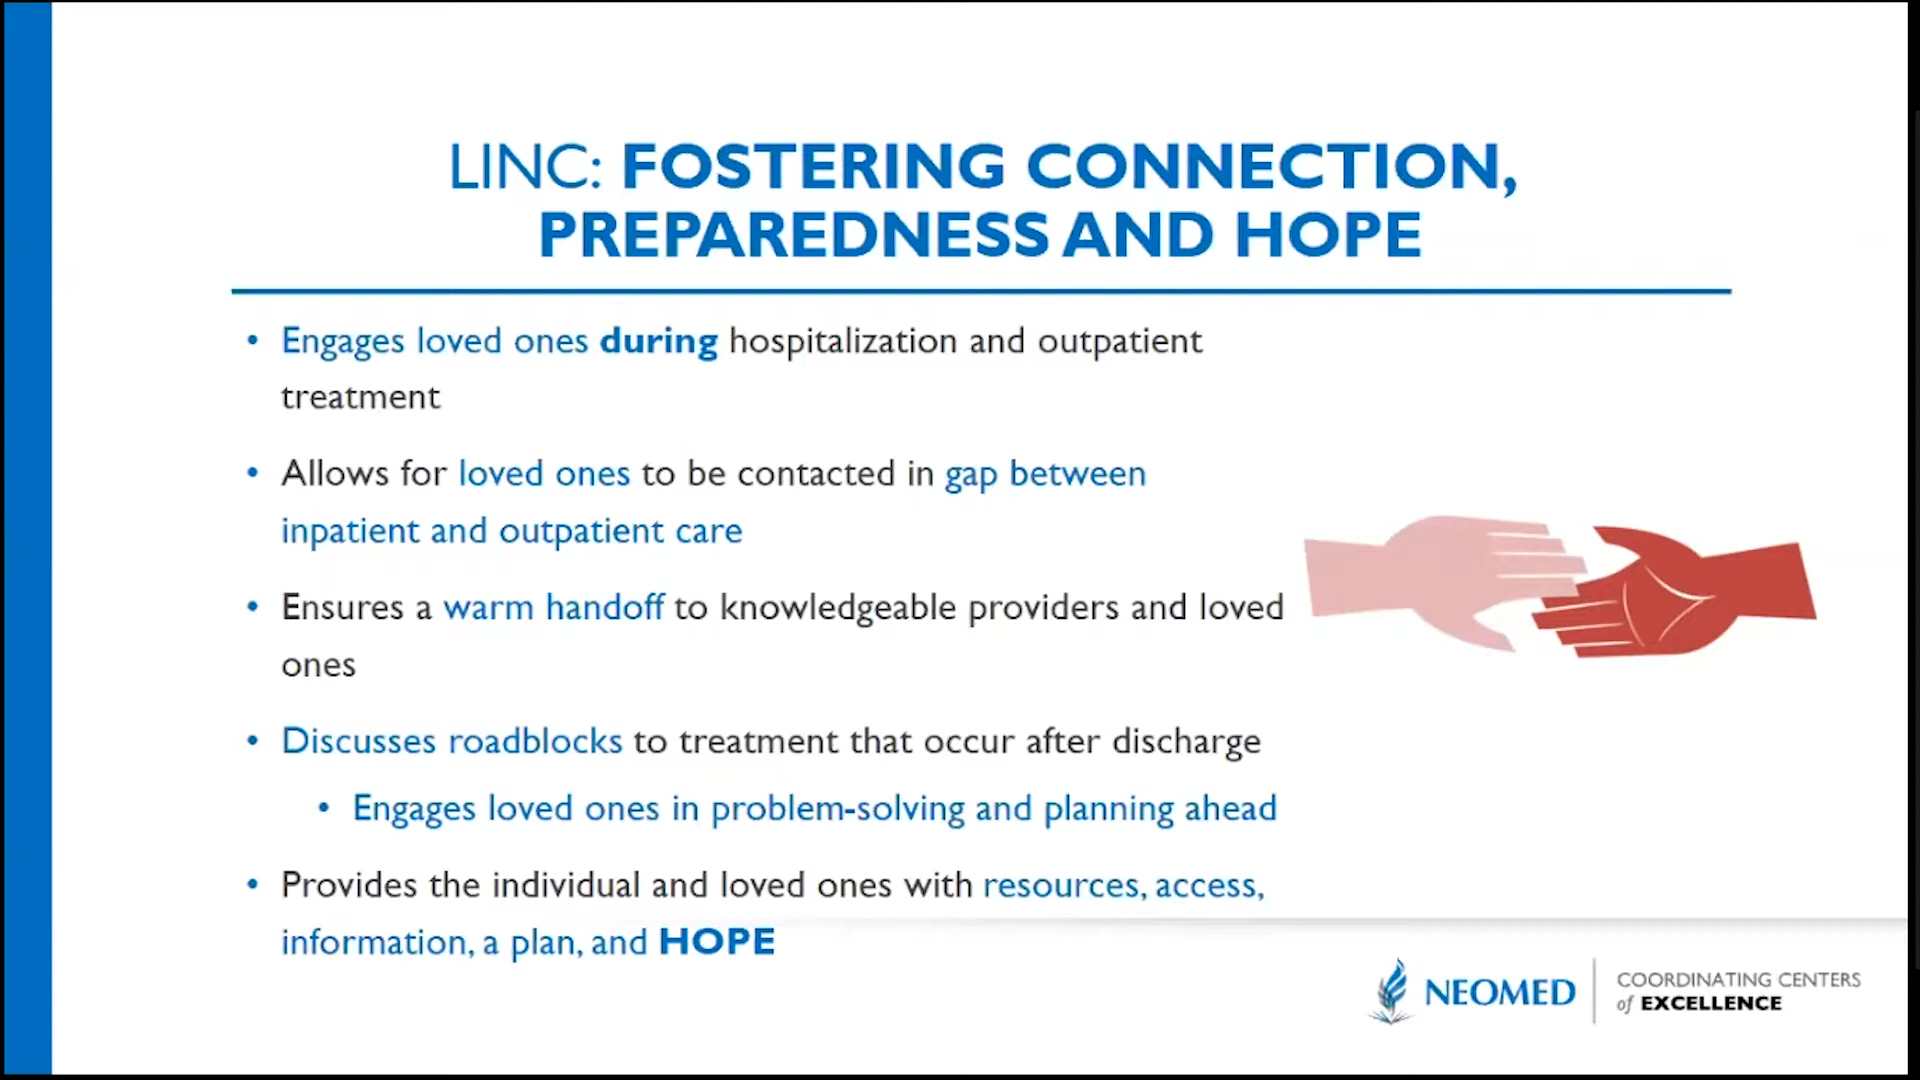 LINC: FOSTERING CONNECTION,
PREPAREDNESS AND HOPE
• Engages loved ones during hospitalization and outpatient
treatment
• Allows for loved ones to be contacted in gap between
inpatient and outpatient care
• Ensures a warm handoff to knowledgeable providers and loved
ones
• Discusses roadblocks to treatment that occur after discharge
• Engages loved ones in problem-solving and planning ahead
• Provides the individual and loved ones with resources, access,
information, a plan, and HOPE
NEOMED
COORDINATING CENTERS
of EXCELLENCE